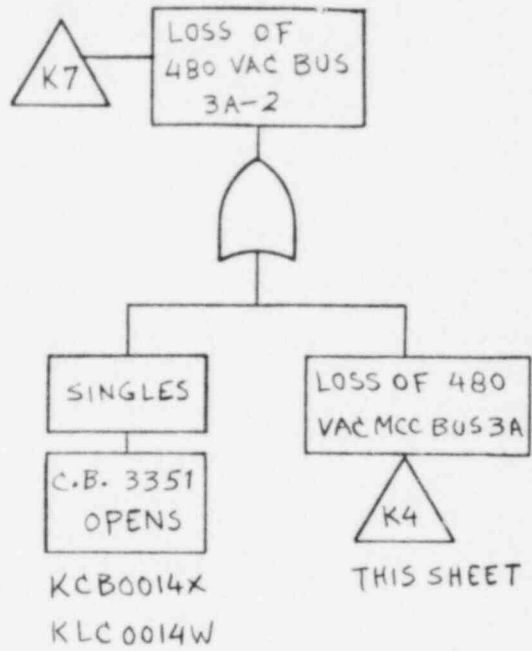 K7
LOSS OF
480 VAC BUS
3A-2
SINGLES
C.B. 3351
OPENS
KCB0014X
KLC0014W
LOSS OF 480
VAC MCC BUS 3A
K4
THIS SHEET